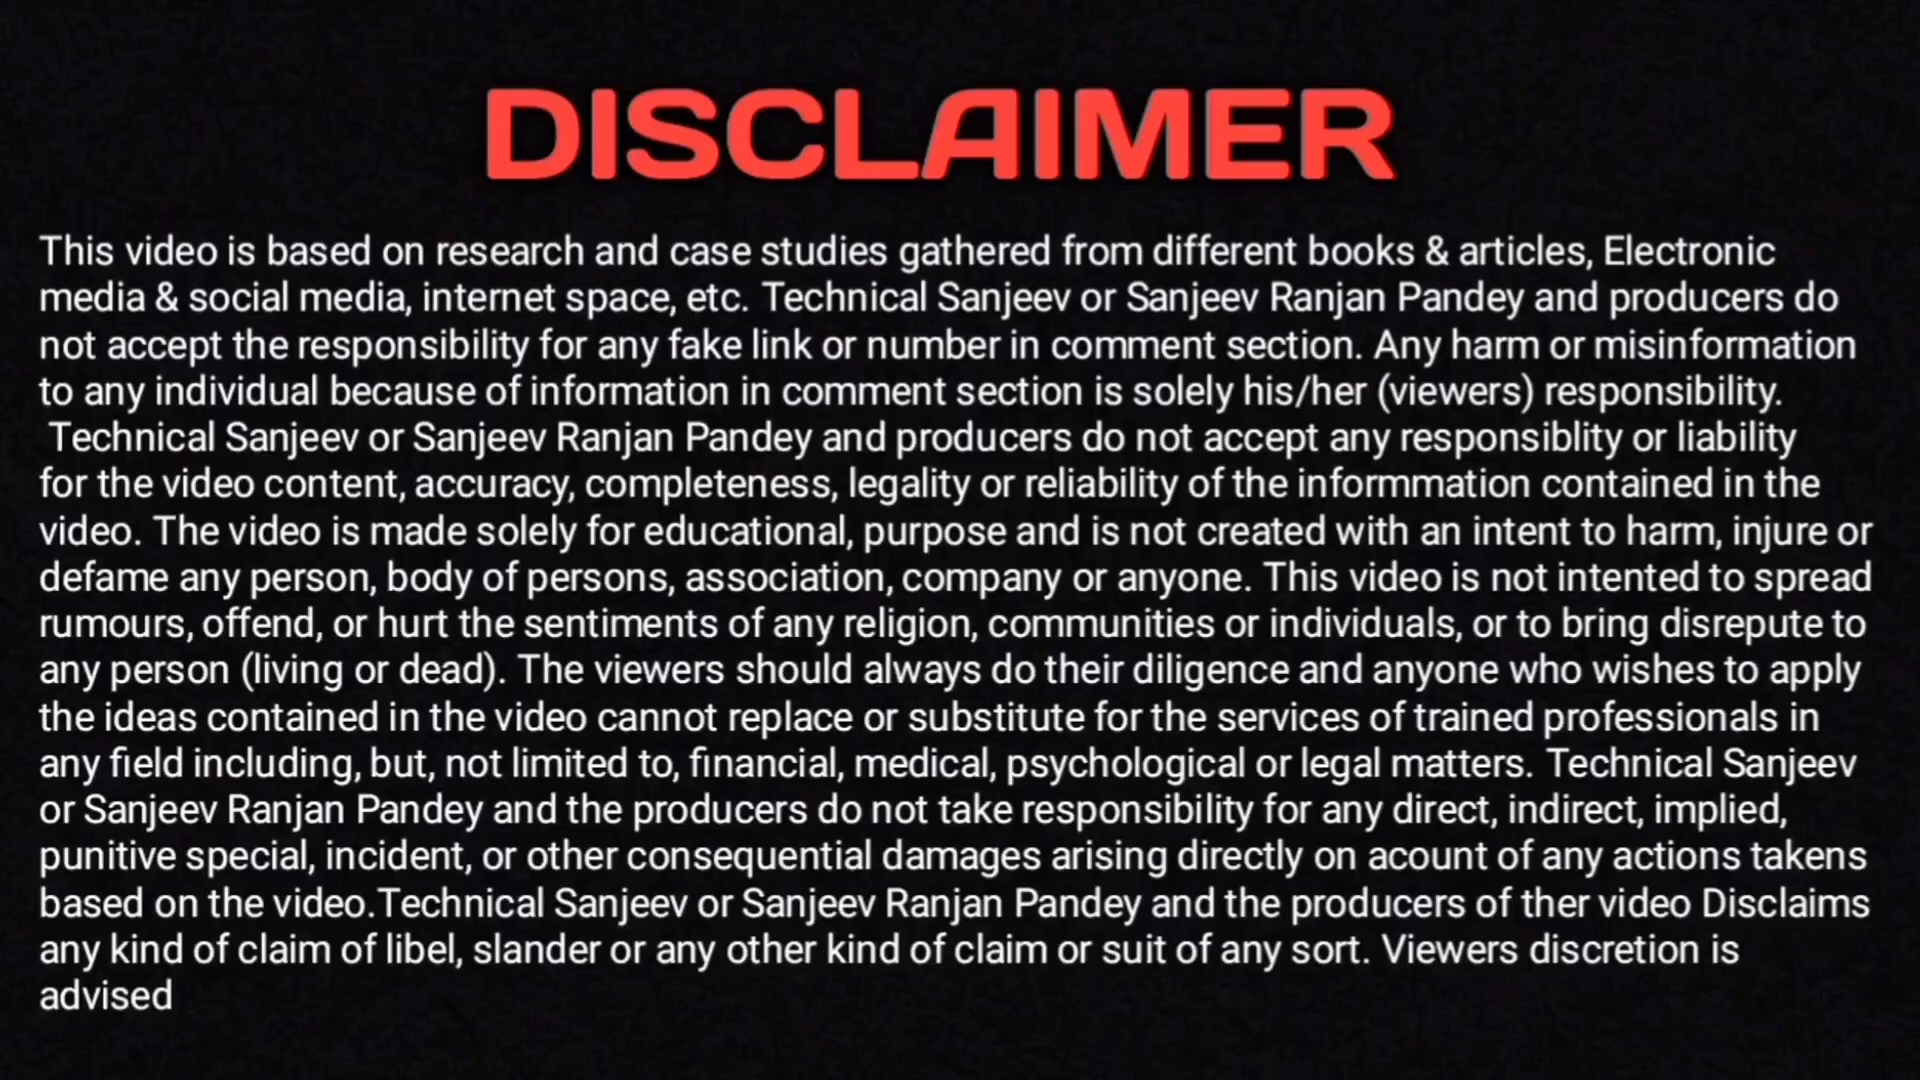 DISCLAIMER
This video is based on research and case studies gathered from different books & articles, Electronic
media & social media, internet space, etc. Technical Sanjeev or Sanjeev Ranjan Pandey and producers do
not accept the responsibility for any fake link or number in comment section. Any harm or misinformation
to any individual because of information in comment section is solely his/her (viewers) responsibility.
Technical Sanjeev or Sanjeev Ranjan Pandey and producers do not accept any responsiblity or liability
for the video content, accuracy, completeness, legality or reliability of the informmation contained in the
video. The video is made solely for educational, purpose and is not created with an intent to harm, injure or
defame any person, body of persons, association, company or anyone. This video is not intented to spread
rumours, offend, or hurt the sentiments of any religion, communities or individuals, or to bring disrepute to
any person (living or dead). The viewers should always do their diligence and anyone who wishes to apply
the ideas contained in the video cannot replace or substitute for the services of trained professionals in
any field including, but, not limited to, financial, medical, psychological or legal matters. Technical Sanjeev
or Sanjeev Ranjan Pandey and the producers do not take responsibility for any direct, indirect, implied,
punitive special, incident, or other consequential damages arising directly on acount of any actions takens
based on the video.Technical Sanjeev or Sanjeev Ranjan Pandey and the producers of ther video Disclaims
any kind of claim of libel, slander or any other kind of claim or suit of any sort. Viewers discretion is
advised